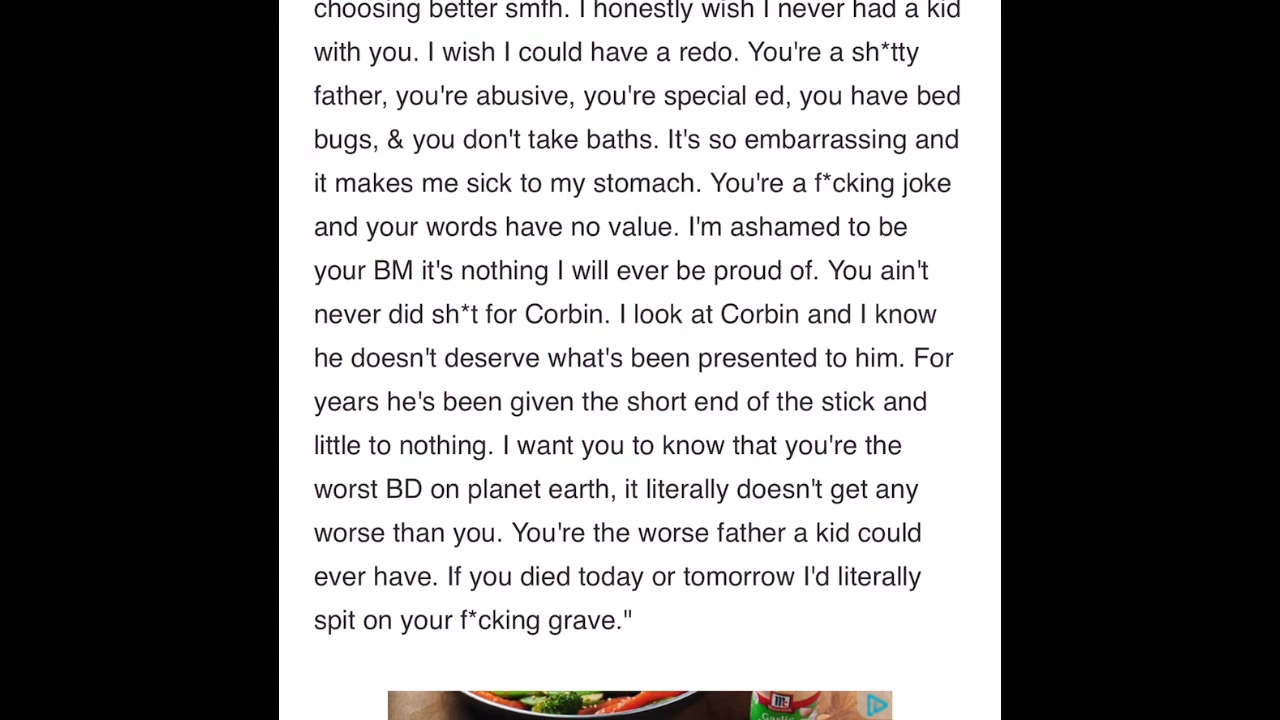 choosing better smfh. I honestly wish I never had a kid
with you. I wish I could have a redo. You're a sh*tty
father, you're abusive, you're special ed, you have bed
bugs, & you don't take baths. It's so embarrassing and
it makes me sick to my stomach. You're a f*cking joke
and your words have no value. I'm ashamed to be
your BM it's nothing I will ever be proud of. You ain't
never did sh*t for Corbin. I look at Corbin and I know
he doesn't deserve what's been presented to him. For
years he's been given the short end of the stick and
little to nothing. I want you to know that you're the
worst BD on planet earth, it literally doesn't get any
worse than you. You're the worse father a kid could
ever have. If you died today or tomorrow I'd literally
spit on your f*cking grave."
Garlic